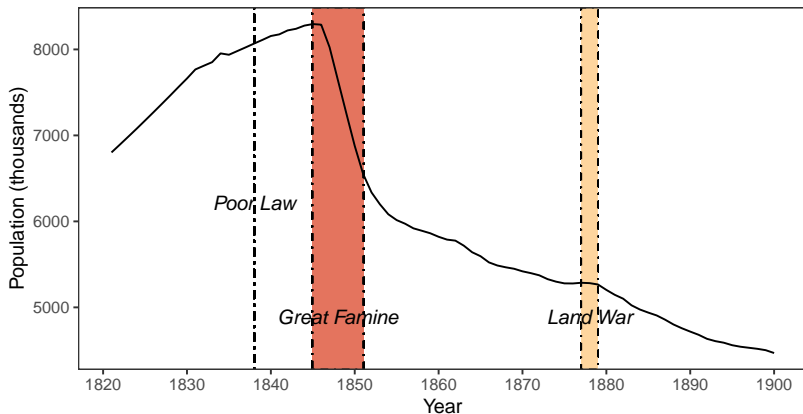 8000
7000
6000
5000
Population (thousands)
Poor Law
Great Famine
Land War
1820 1830 1840 1850 1860 1870 1880 1890 1900
Year